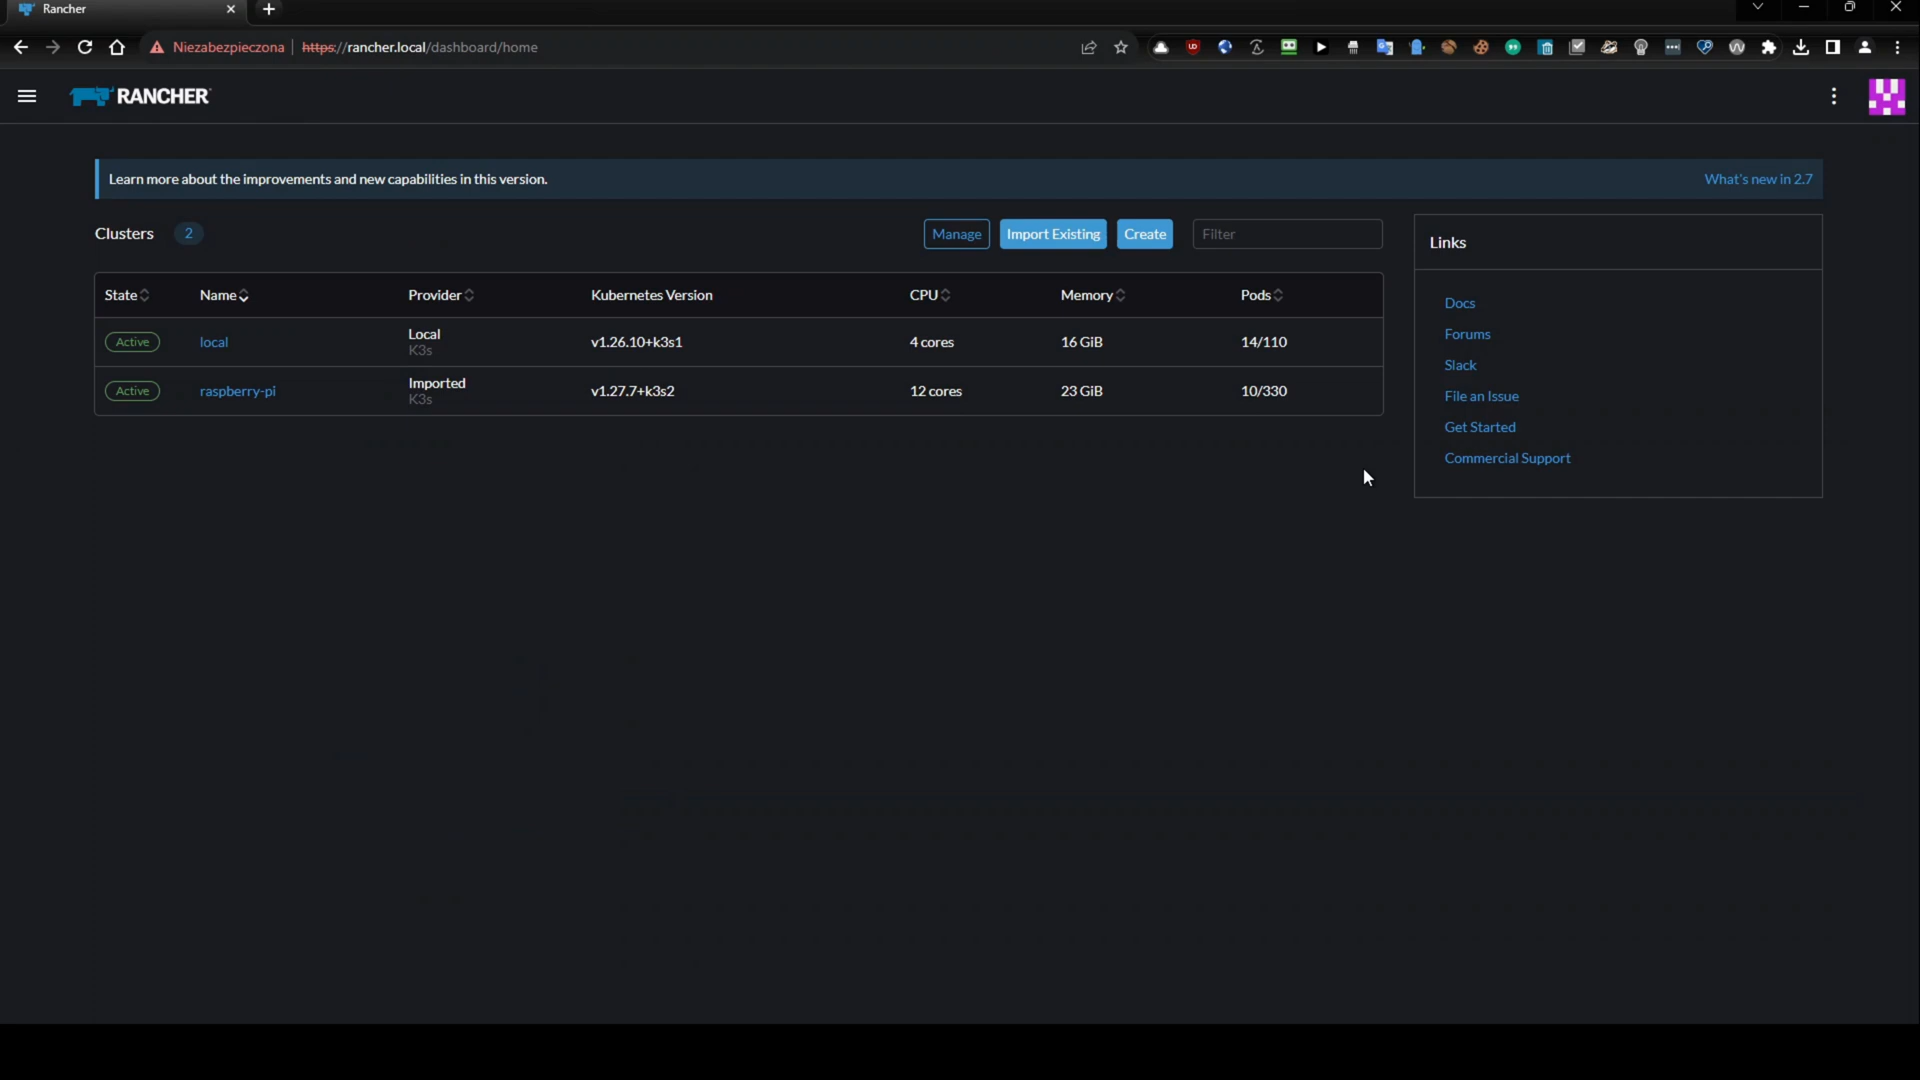 Rancher
Niezabezpieczona | https://rancher.local/dashboard/home
RANCHER
Learn more about the improvements and new capabilities in this version. What's new in 2.7
Clusters 2 Manage Import Existing Create Filter
State Name Provider Kubernetes Version CPU Memory Pods
Active local Local K3s v1.26.10+k3s1 4 cores 16 GiB 14/110
Active raspberry-pi Imported K3s v1.27.7+k3s2 12 cores 23 GiB 10/330
Links
Docs
Forums
Slack
File an Issue
Get Started
Commercial Support